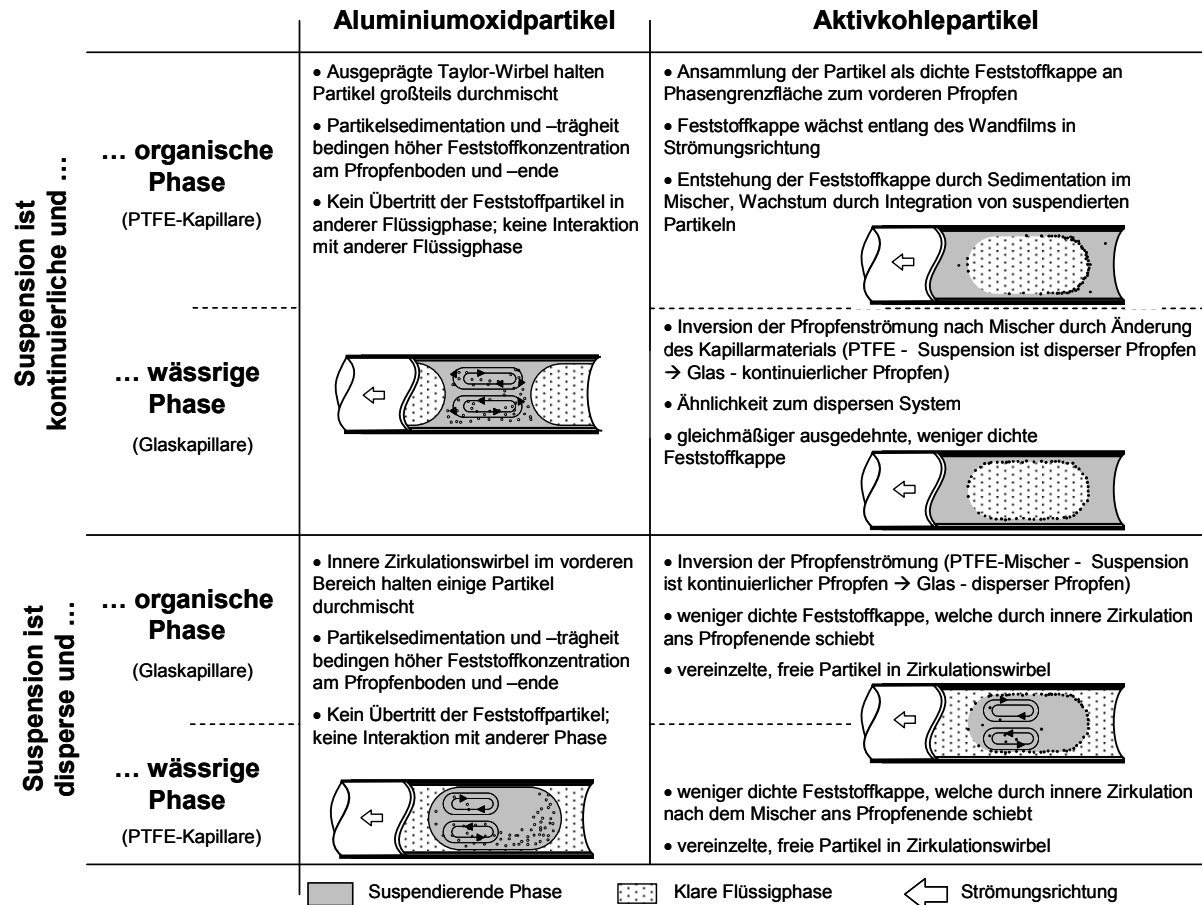 Aluminiumoxidpartikel
Aktivkohlepartikel
Suspension ist
kontinuierliche und …
… organische
Phase
(PTFE-Kapillare)
• Ausgeprägte Taylor-Wirbel halten
Partikel großteils durchmischt
• Partikelsedimentation und –trägheit
bedingen höher Feststoffkonzentration
am Pfropfenboden und –ende
• Kein Übertritt der Feststoffpartikel in
anderer Flüssigphase; keine Interaktion
mit anderer Flüssigphase
• Ansammlung der Partikel als dichte Feststoffkappe an
Phasengrenzfläche zum vorderen Pfropfen
• Feststoffkappe wächst entlang des Wandfilms in
Strömungsrichtung
• Entstehung der Feststoffkappe durch Sedimentation im
Mischer, Wachstum durch Integration von suspendierten
Partikeln
… wässrige
Phase
(Glaskapillare)
• Inversion der Pfropfenströmung nach Mischer durch Änderung
des Kapillarmaterials (PTFE - Suspension ist disperser Pfropfen
→ Glas - kontinuierlicher Pfropfen)
• Ähnlichkeit zum dispersen System
• gleichmäßiger ausgedehnte, weniger dichte
Feststoffkappe
Suspension ist
disperse und …
… organische
Phase
(Glaskapillare)
• Innere Zirkulationswirbel im vorderen
Bereich halten einige Partikel
durchmischt
• Partikelsedimentation und –trägheit
bedingen höher Feststoffkonzentration
am Pfropfenboden und –ende
• Kein Übertritt der Feststoffpartikel;
keine Interaktion mit anderer Phase
• Inversion der Pfropfenströmung (PTFE-Mischer - Suspension
ist kontinuierlicher Pfropfen → Glas - disperser Pfropfen)
• weniger dichte Feststoffkappe, welche durch innere Zirkulation
ans Pfropfenende schiebt
• vereinzelte, freie Partikel in Zirkulationswirbel
… wässrige
Phase
(PTFE-Kapillare)
• weniger dichte Feststoffkappe, welche durch innere Zirkulation
nach dem Mischer ans Pfropfenende schiebt
• vereinzelte, freie Partikel in Zirkulationswirbel
Suspendierende Phase
Klare Flüssigphase
Strömungsrichtung